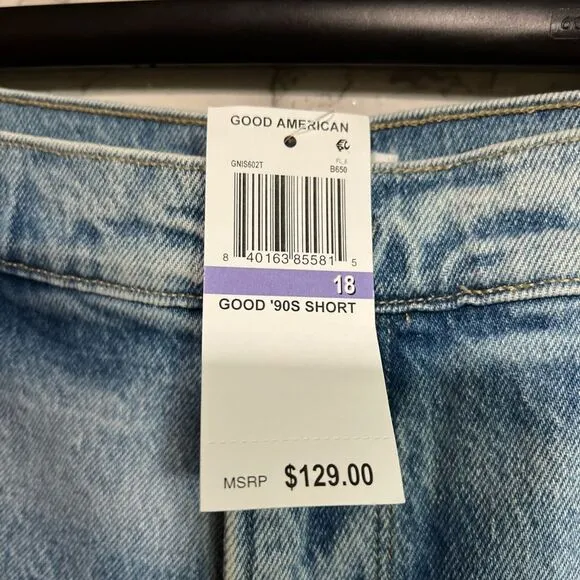 GOOD AMERICAN
GNIS602T
B650
8 40163 85581 5
18
GOOD '90S SHORT
MSRP $129.00